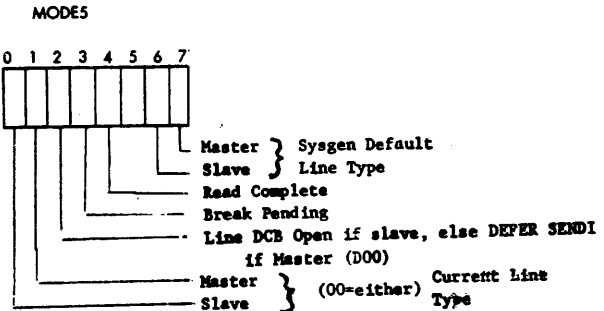 MODE5
0 1 2 3 4 5 6 7
Master } Sysgen Default
Slave } Line Type
Read Complete
Break Pending
Line DCB Open if slave, else DEFER SENDI
if Master (DOO)
Master } (00=either) Current Line
Slave } Type